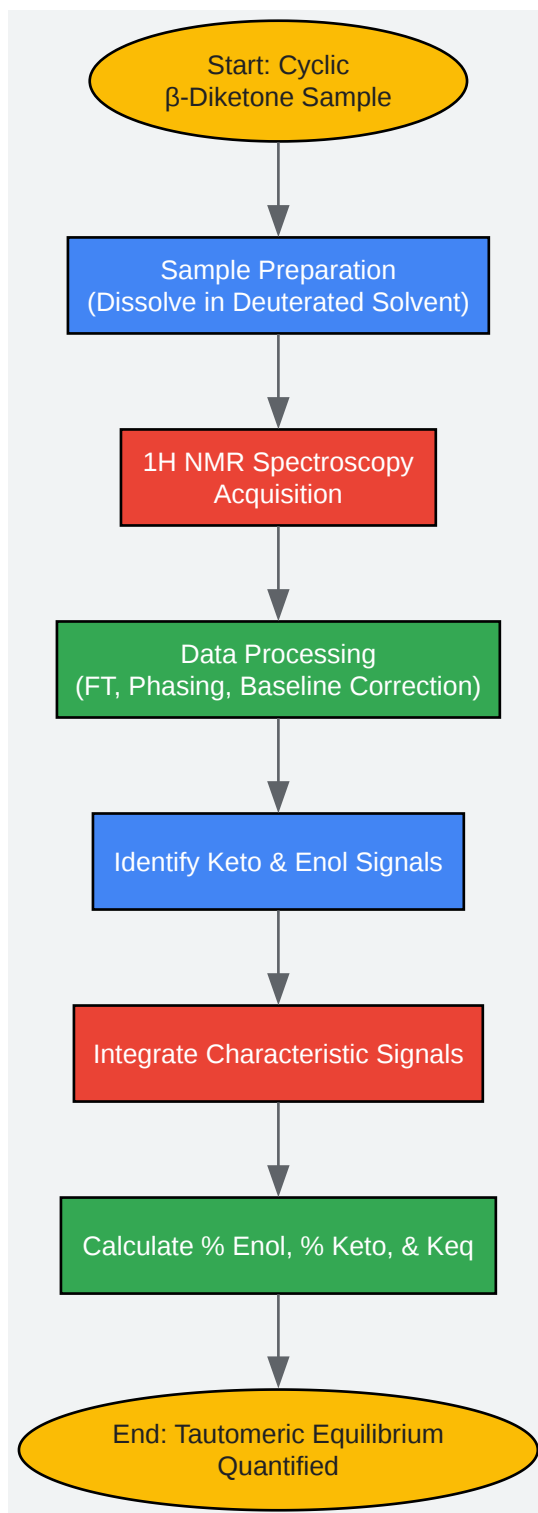 Start: Cyclic
β-Diketone Sample
Sample Preparation
(Dissolve in Deuterated Solvent)
1H NMR Spectroscopy
Acquisition
Data Processing
(FT, Phasing, Baseline Correction)
Identify Keto & Enol Signals
Integrate Characteristic Signals
Calculate % Enol, % Keto, & Keq
End: Tautomeric Equilibrium
Quantified